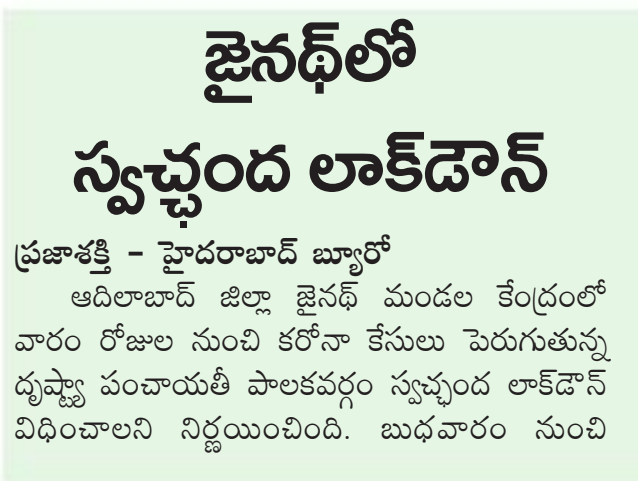 జైనథ్‌లో
స్వచ్ఛంద లాక్‌డౌన్
ప్రజాశక్తి - హైదరాబాద్ బ్యూరో
ఆదిలాబాద్ జిల్లా జైనథ్ మండల కేంద్రంలో
వారం రోజుల నుంచి కరోనా కేసులు పెరుగుతున్న
దృష్ట్యా పంచాయతీ పాలకవర్గం స్వచ్ఛంద లాక్‌డౌన్
విధించాలని నిర్ణయించింది. బుధవారం నుంచి